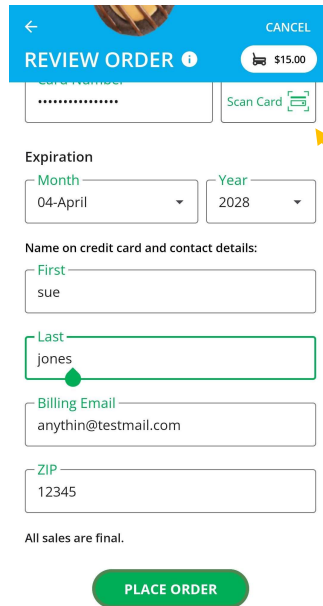 CANCEL
REVIEW ORDER i
$15.00
Card Number
•••••••••••••••
Scan Card
Expiration
Month
04-April
Year
2028
Name on credit card and contact details:
First
sue
Last
jones
Billing Email
anythin@testmail.com
ZIP
12345
All sales are final.
PLACE ORDER